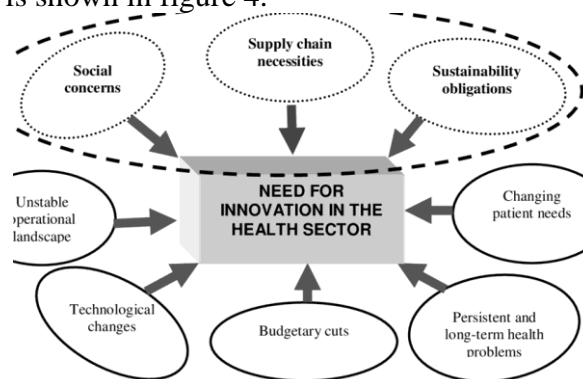 is shown in figure 4.
Supply chain
necessities
Social
concerns
Sustainability
obligations
NEED FOR
INNOVATION IN THE
HEALTH SECTOR
Unstable
operational
landscape
Changing
patient needs
Technological
changes
Budgetary cuts
Persistent and
long-term health
problems